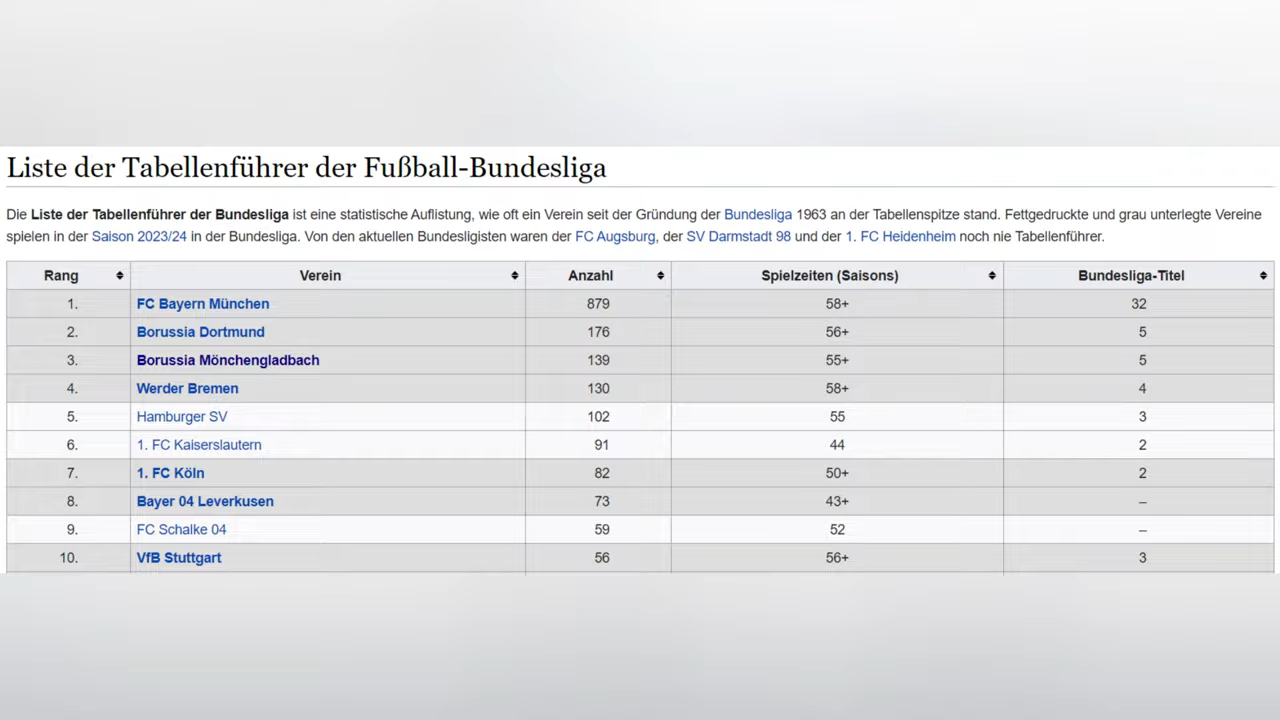 Liste der Tabellenführer der Fußball-Bundesliga
Die Liste der Tabellenführer der Bundesliga ist eine statistische Auflistung, wie oft ein Verein seit der Gründung der Bundesliga 1963 an der Tabellenspitze stand. Fettgedruckte und grau unterlegte Vereine
spielen in der Saison 2023/24 in der Bundesliga. Von den aktuellen Bundesligisten waren der FC Augsburg, der SV Darmstadt 98 und der 1. FC Heidenheim noch nie Tabellenführer.
Rang Verein Anzahl Spielzeiten (Saisons) Bundesliga-Titel
1. FC Bayern München 879 58+ 32
2. Borussia Dortmund 176 56+ 5
3. Borussia Mönchengladbach 139 55+ 5
4. Werder Bremen 130 58+ 4
5. Hamburger SV 102 55 3
6. 1. FC Kaiserslautern 91 44 2
7. 1. FC Köln 82 50+ 2
8. Bayer 04 Leverkusen 73 43+ –
9. FC Schalke 04 59 52 –
10. VfB Stuttgart 56 56+ 3